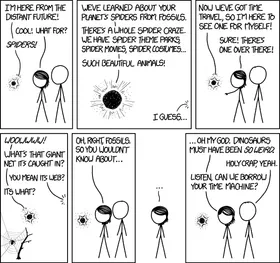 I'M HERE FROM THE
DISTANT FUTURE!
COOL! WHAT FOR?
SPIDERS!
WE'VE LEARNED ABOUT YOUR
PLANET'S SPIDERS FROM FOSSILS.
THERE'S A WHOLE SPIDER CRAZE.
WE HAVE SPIDER THEME PARKS,
SPIDER MOVIES, SPIDER COSTUMES...
SUCH BEAUTIFUL ANIMALS!
I GUESS...
NOW WE'VE GOT TIME
TRAVEL, SO I'M HERE TO
SEE ONE FOR MYSELF!
SURE! THERE'S
ONE OVER THERE!
WOOWWWW!
WHAT'S THAT GIANT
NET IT'S CAUGHT IN?
YOU MEAN ITS WEB?
ITS WHAT?
OH, RIGHT, FOSSILS.
SO YOU WOULDN'T
KNOW ABOUT...
...
...OH MY GOD. DINOSAURS
MUST HAVE BEEN SO WEIRD.
HOLY CRAP, YEAH.
LISTEN, CAN WE BORROW
YOUR TIME MACHINE?